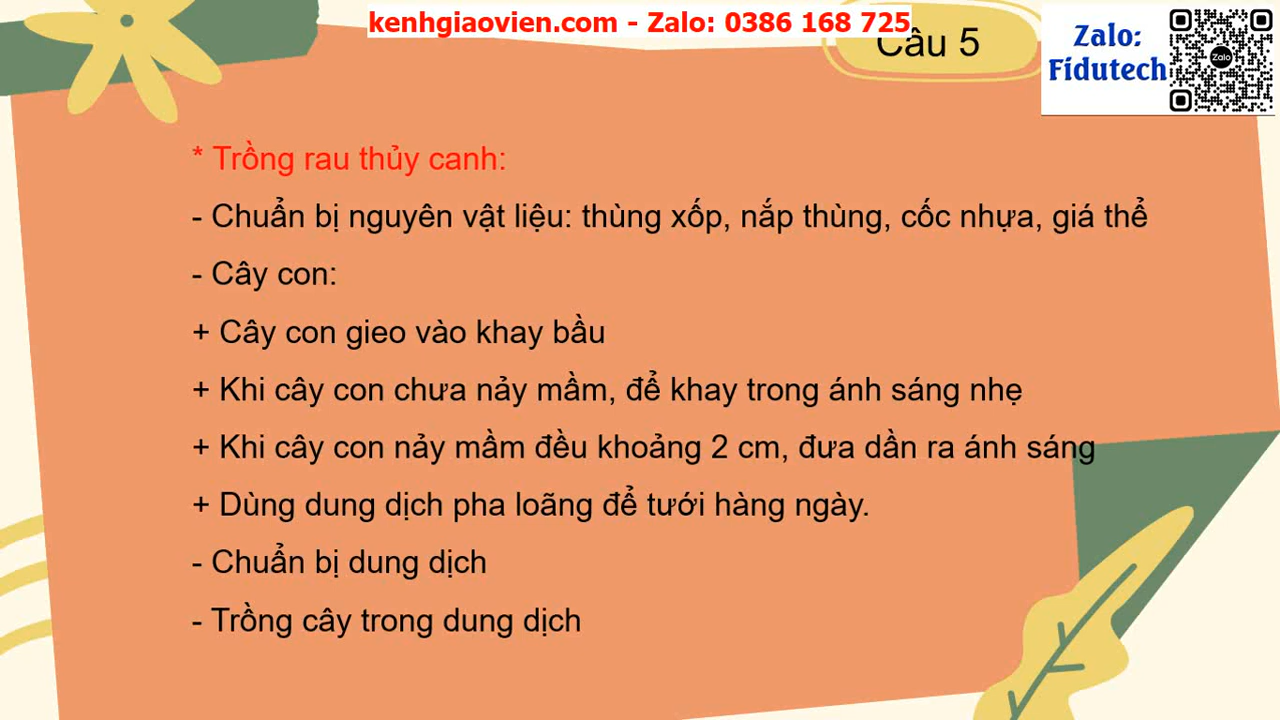 kenhgiaovien.com - Zalo: 0386 168 725
Câu 5
Zalo:
Fidutech
Zalo
* Trồng rau thủy canh:
- Chuẩn bị nguyên vật liệu: thùng xốp, nắp thùng, cốc nhựa, giá thể
- Cây con:
+ Cây con gieo vào khay bầu
+ Khi cây con chưa nảy mầm, để khay trong ánh sáng nhẹ
+ Khi cây con nảy mầm đều khoảng 2 cm, đưa dần ra ánh sáng
+ Dùng dung dịch pha loãng để tưới hàng ngày.
- Chuẩn bị dung dịch
- Trồng cây trong dung dịch